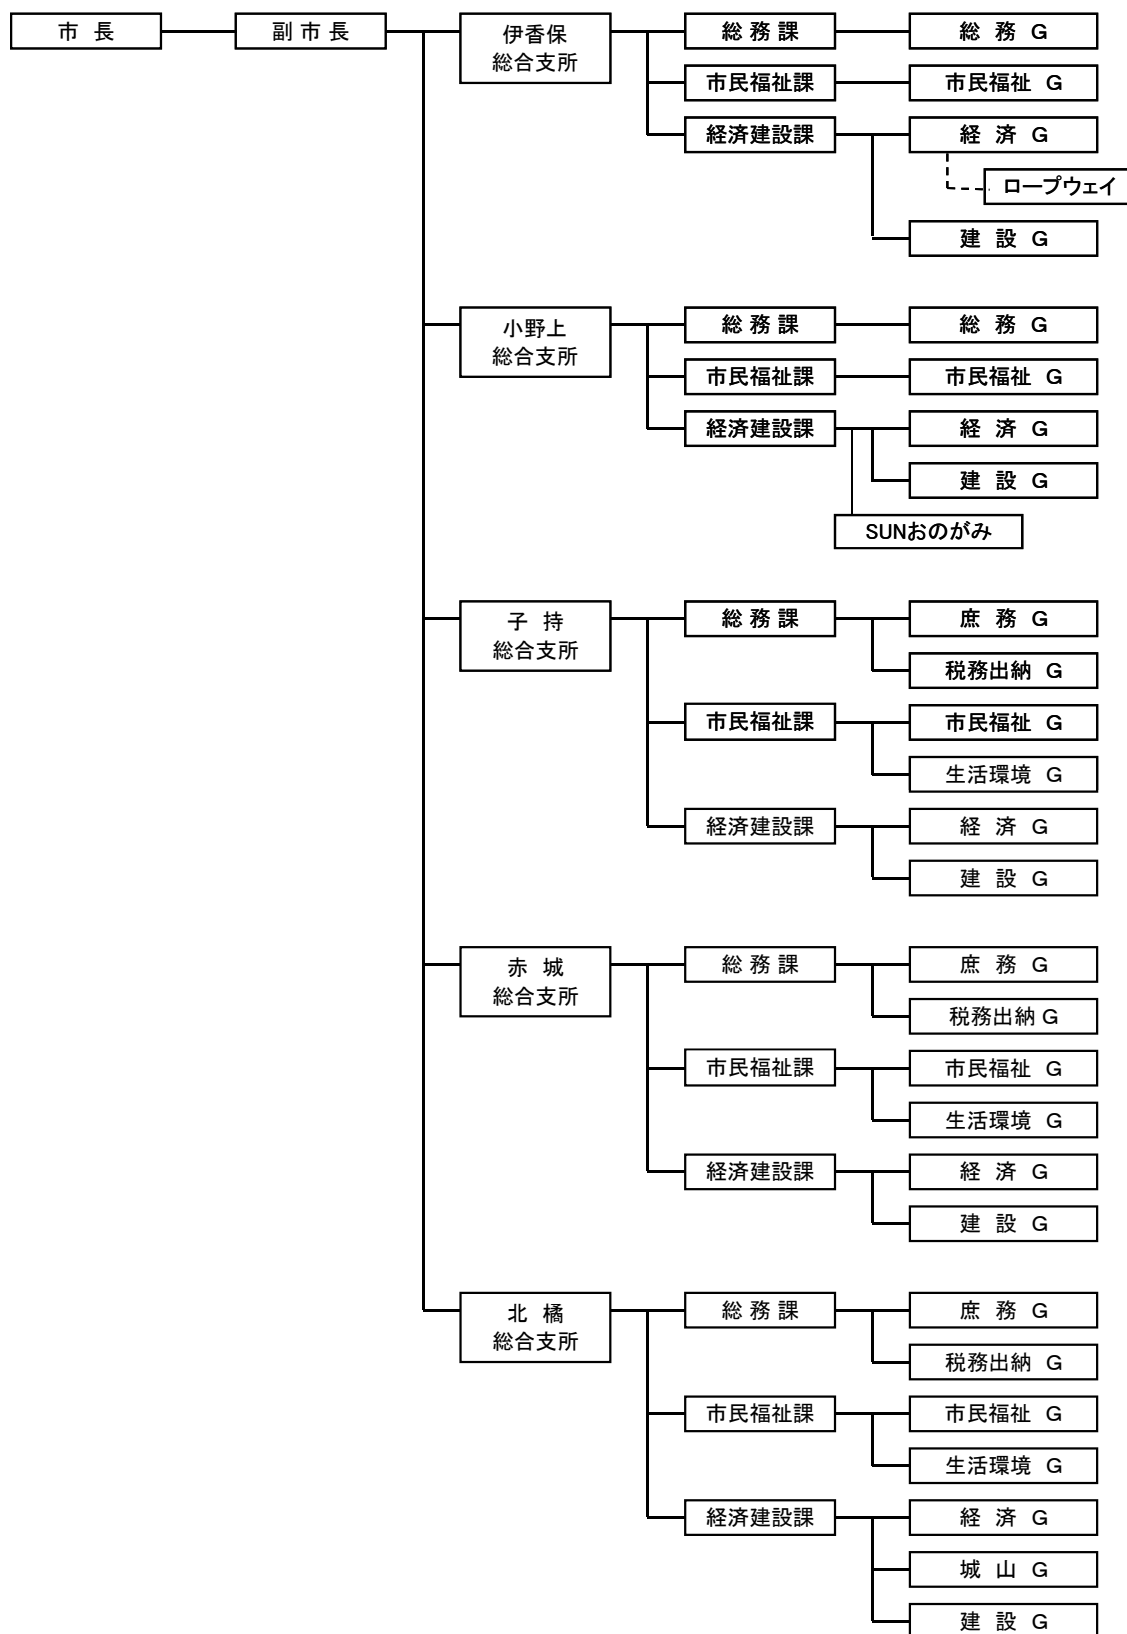 市 長
副 市 長
伊香保
総合支所
総 務 課
総 務 G
市民福祉課
市民福祉 G
経済建設課
経 済 G
ロープウェイ
建 設 G
小野上
総合支所
総 務 課
総 務 G
市民福祉課
市民福祉 G
経済建設課
経 済 G
建 設 G
SUNおのがみ
子 持
総合支所
総 務 課
庶 務 G
税務出納 G
市民福祉課
市民福祉 G
生活環境 G
経済建設課
経 済 G
建 設 G
赤 城
総合支所
総 務 課
庶 務 G
税務出納 G
市民福祉課
市民福祉 G
生活環境 G
経済建設課
経 済 G
建 設 G
北 橘
総合支所
総 務 課
庶 務 G
税務出納 G
市民福祉課
市民福祉 G
生活環境 G
経済建設課
経 済 G
城 山 G
建 設 G